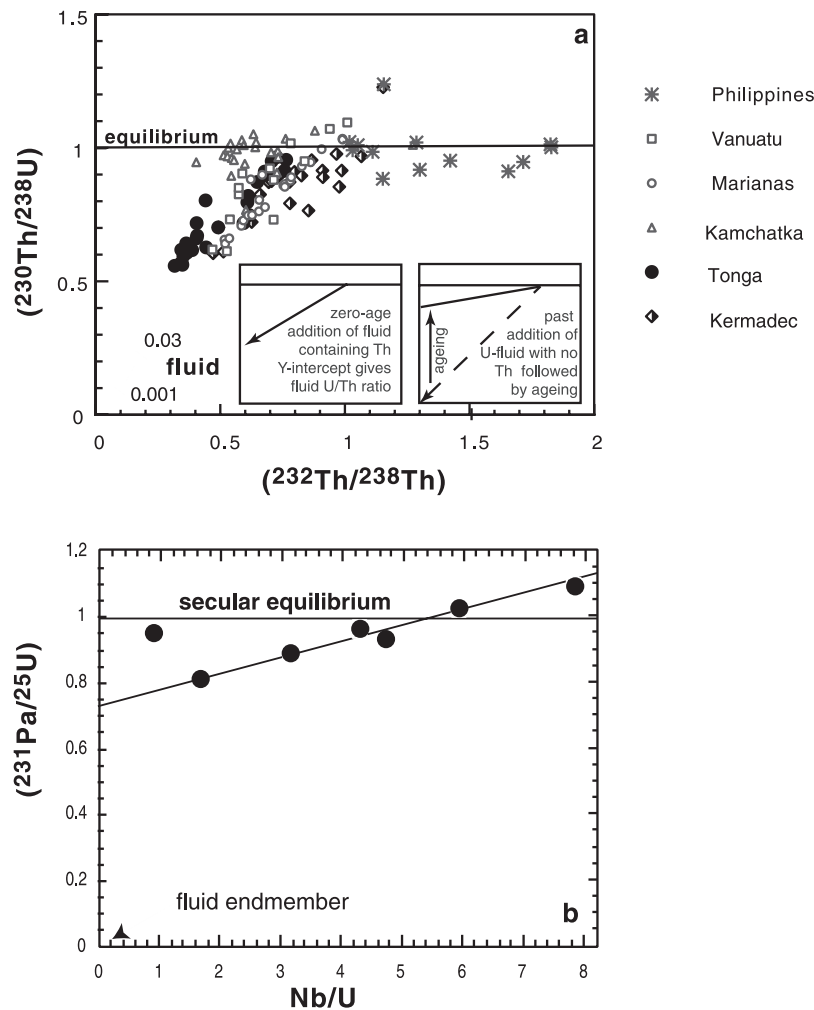 1.5
a
equilibrium
1
0.5
0
0.03
fluid
0.001
zero-age
addition of fluid
containing Th
Y-intercept gives
fluid U/Th ratio
ageing
past
addition of
U-fluid with no
Th followed
by ageing
0 0.5 1 1.5 2
(230Th/238U)
(232Th/238Th)
Philippines
Vanuatu
Marianas
Kamchatka
Tonga
Kermadec
1.2
1
0.8
0.6
0.4
0.2
0
secular equilibrium
fluid endmember
b
0 1 2 3 4 5 6 7 8
(231Pa/25U)
Nb/U